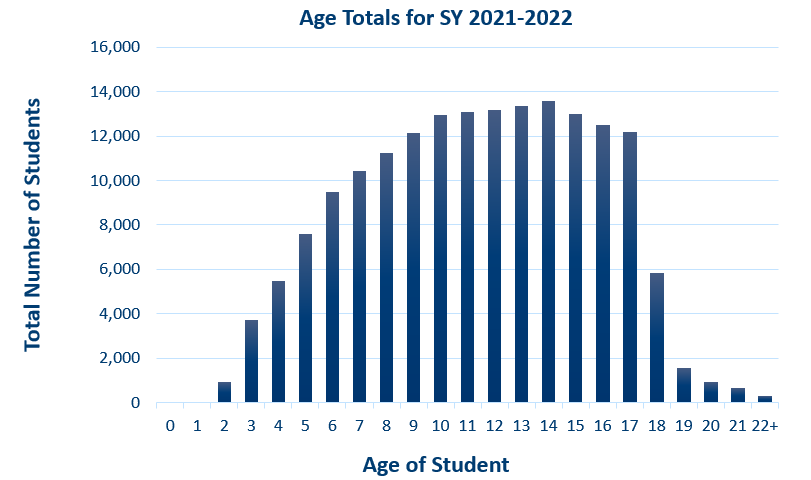 Age Totals for SY 2021-2022
Total Number of Students
16,000
14,000
12,000
10,000
8,000
6,000
4,000
2,000
0
0 1 2 3 4 5 6 7 8 9 10 11 12 13 14 15 16 17 18 19 20 21 22+
Age of Student